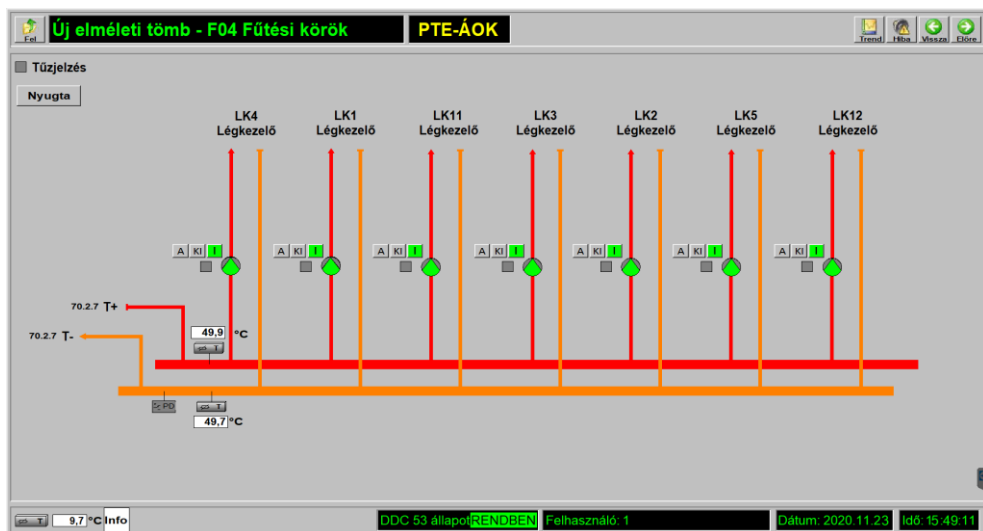 Fel
Új elméleti tömb - F04 Fűtési körök
PTE-ÁOK
Trend
Hiba
Vissza
Előre
Tűzjelzés
Nyugta
LK4
Légkezelő
LK1
Légkezelő
LK11
Légkezelő
LK3
Légkezelő
LK2
Légkezelő
LK5
Légkezelő
LK12
Légkezelő
A KI I
A KI I
A KI I
A KI I
A KI I
A KI I
A KI I
70.2.7 T+
70.2.7 T-
49,9 °C
T
PD
T
49,7 °C
T 9,7 °C Info
DDC 53 állapot RENDBEN
Felhasználó: 1
Dátum: 2020.11.23
Idő: 15:49:11